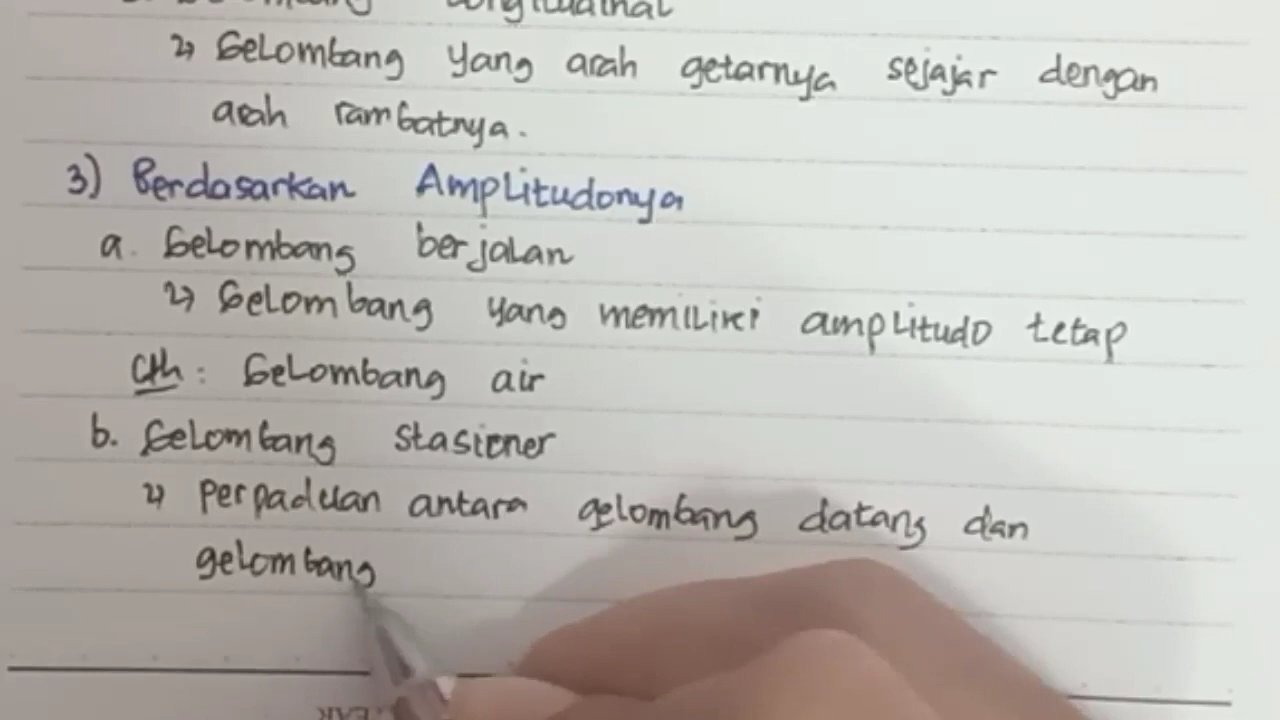 Longitudinal
↳ Gelombang yang arah getarnya sejajar dengan
arah rambatnya.
3) Berdasarkan Amplitudonya
a. Gelombang berjalan
↳ Gelombang yang memiliki amplitudo tetap
Cth : Gelombang air
b. Gelombang stasioner
↳ Perpaduan antara gelombang datang dan
gelombang